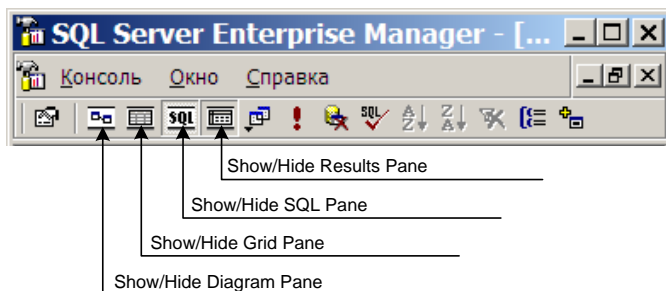 SQL Server Enterprise Manager - [...
Консоль Окно Справка
SQL SQL A Z Z A
Show/Hide Results Pane
Show/Hide SQL Pane
Show/Hide Grid Pane
Show/Hide Diagram Pane